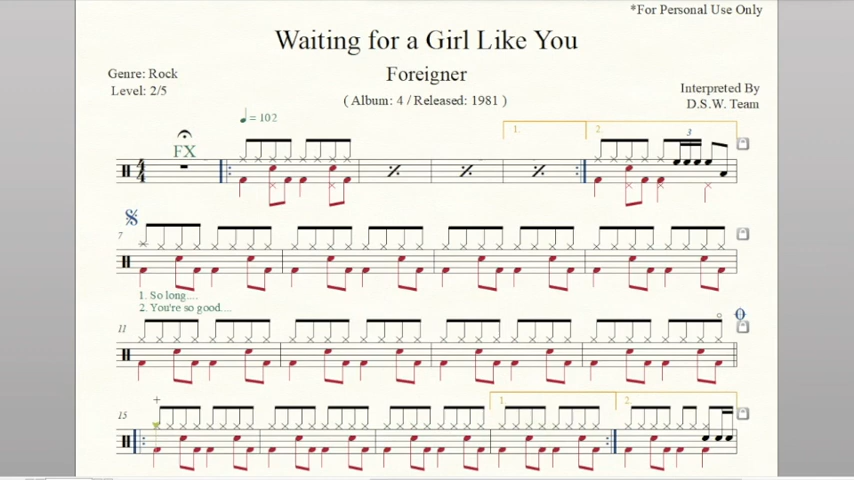 *For Personal Use Only
Waiting for a Girl Like You
Genre: Rock
Foreigner
Level: 2/5
Interpreted By
( Album: 4 / Released: 1981 )
D.S.W. Team
= 102
1.
2.
FX
3
4
4
7
1. So long....
2. You're so good....
11
15
1.
2.